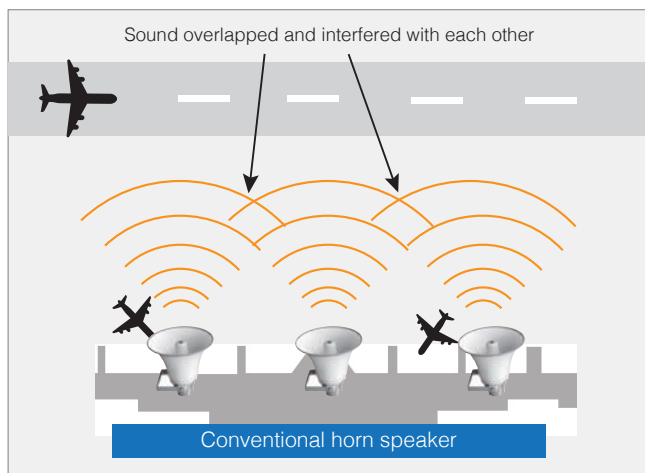 Sound overlapped and interfered with each other
Conventional horn speaker